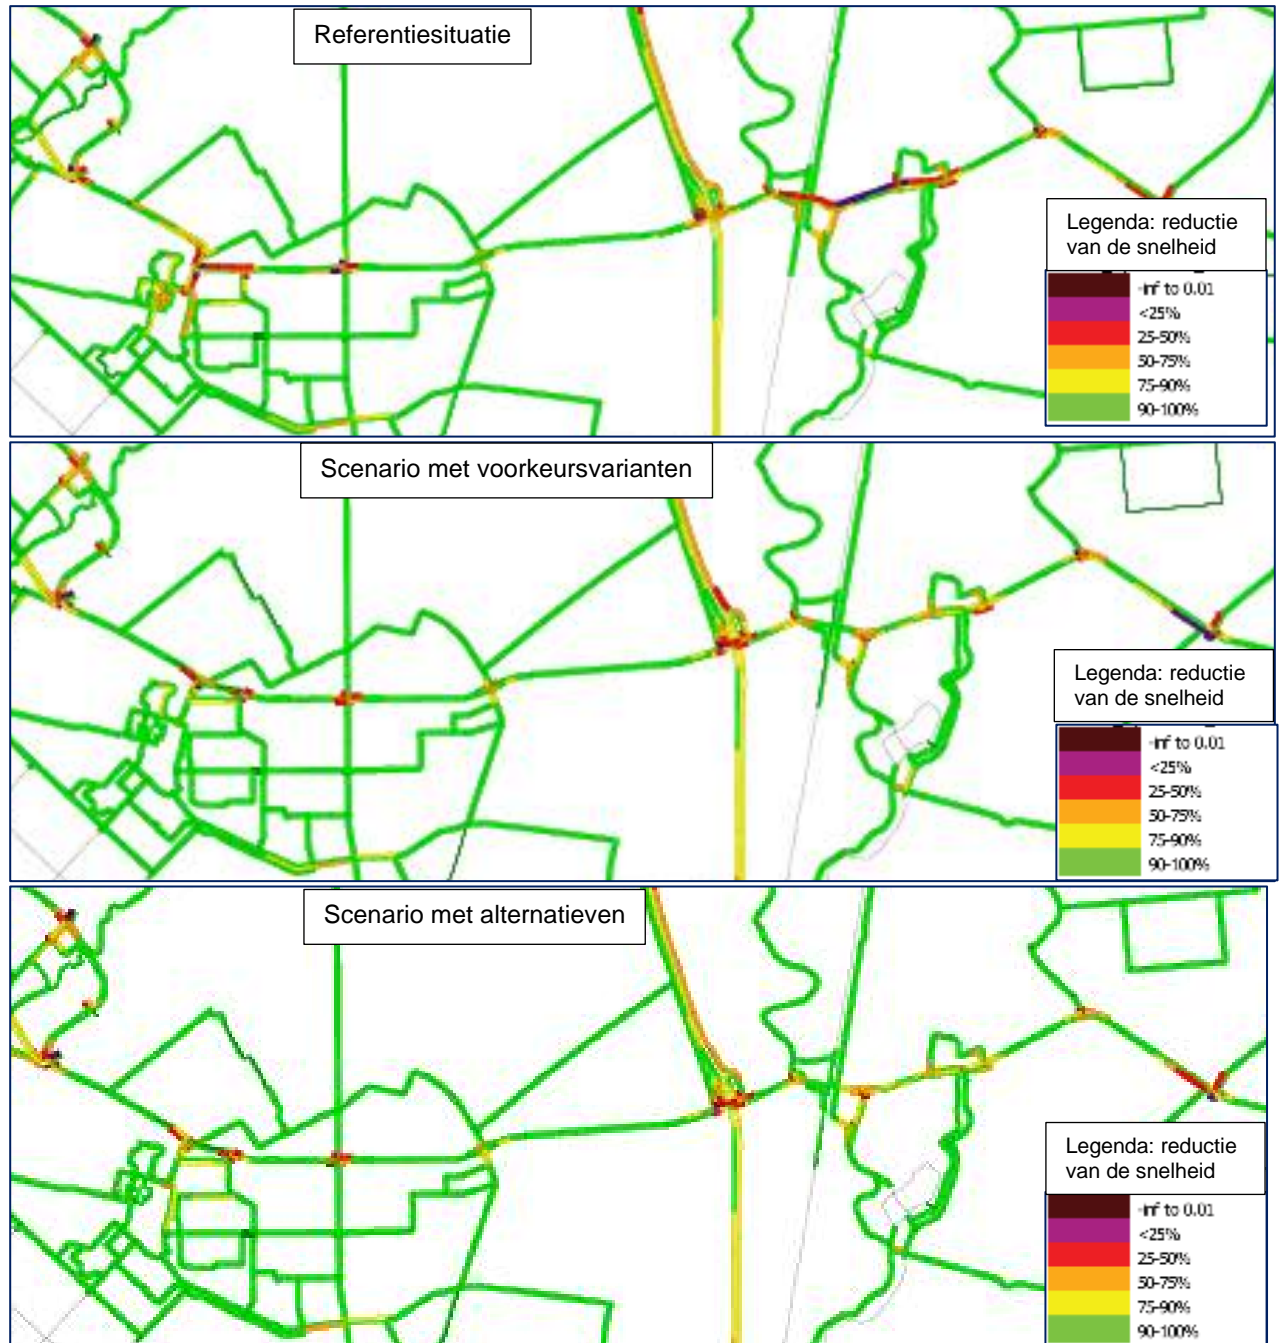 Referentiesituatie
Legenda: reductie
van de snelheid
-inf to 0.01
<25%
25-50%
50-75%
75-90%
90-100%
Scenario met voorkeursvarianten
Legenda: reductie
van de snelheid
-inf to 0.01
<25%
25-50%
50-75%
75-90%
90-100%
Scenario met alternatieven
Legenda: reductie
van de snelheid
-inf to 0.01
<25%
25-50%
50-75%
75-90%
90-100%